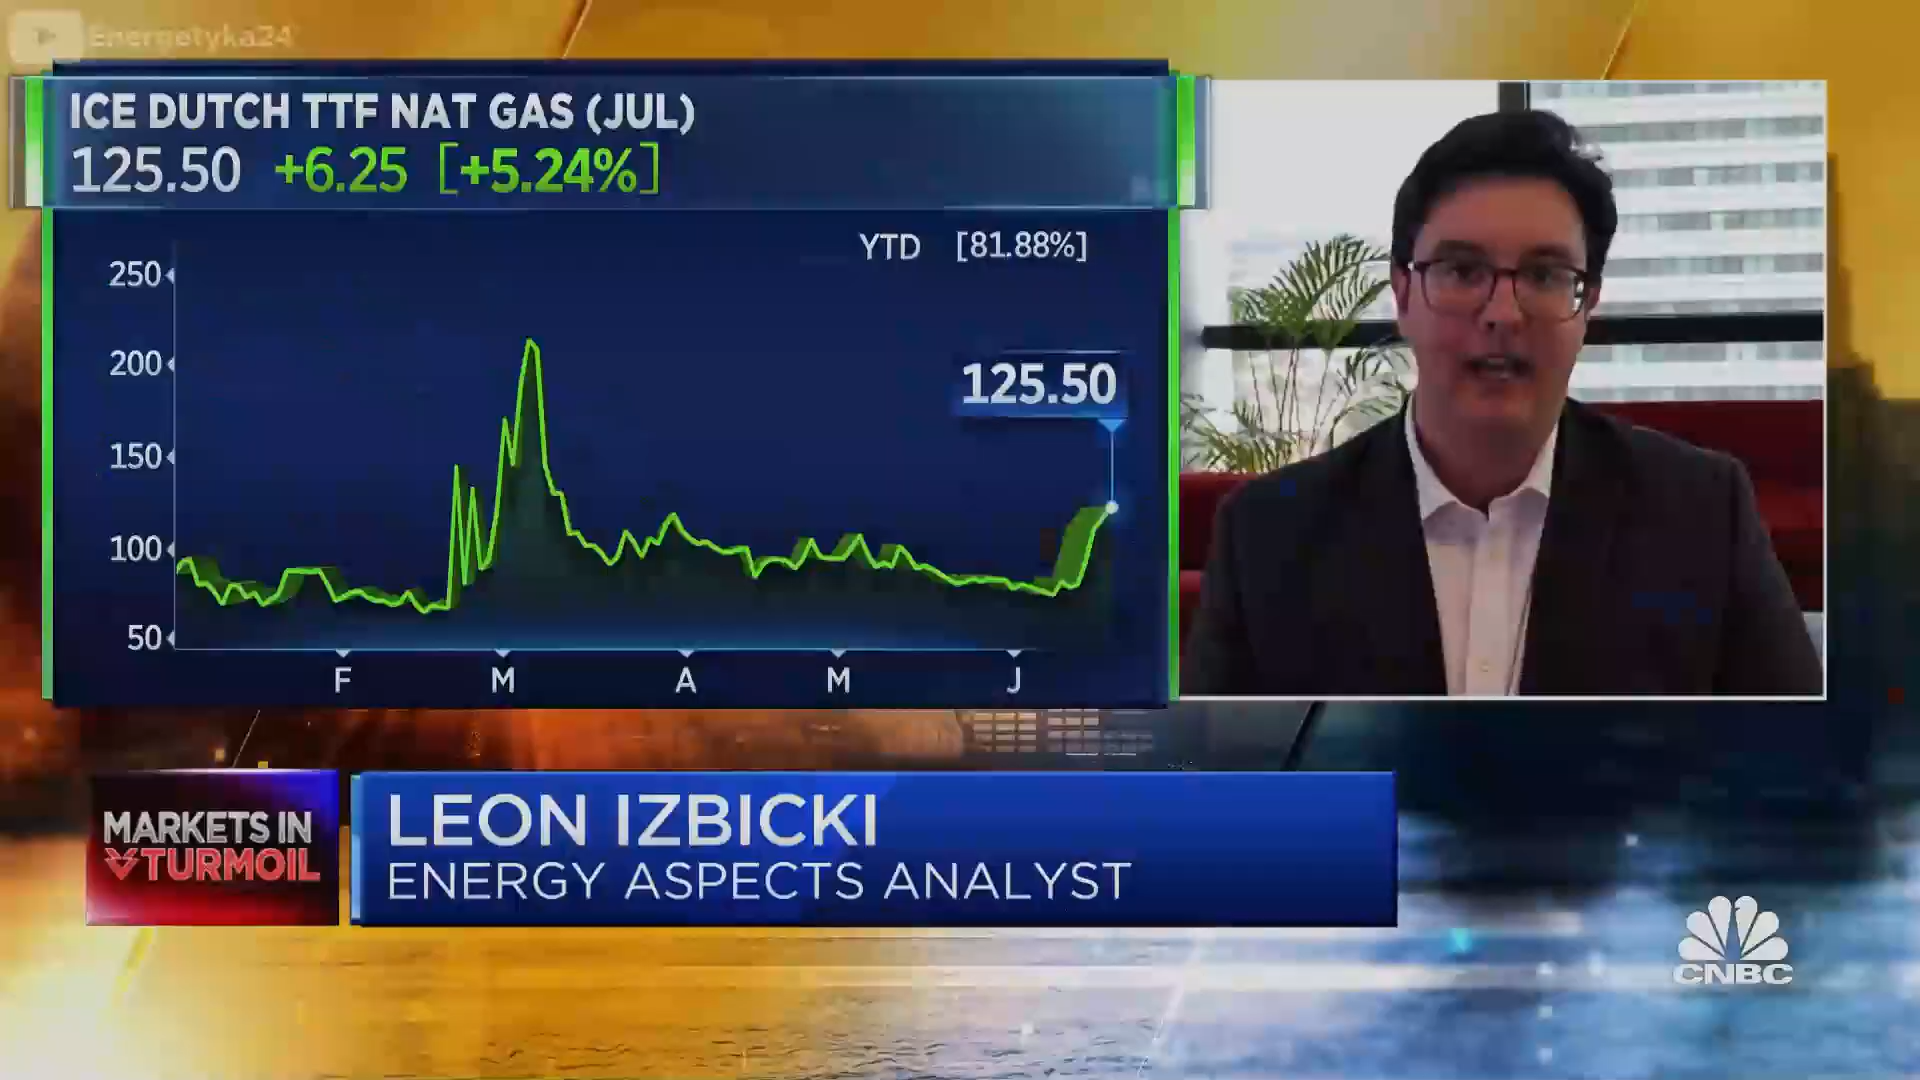 Energetyka24
ICE DUTCH TTF NAT GAS (JUL)
125.50 +6.25 [+5.24%]
YTD [81.88%]
250
200
150
100
50
125.50
F M A M J
MARKETS IN
TURMOIL
LEON IZBICKI
ENERGY ASPECTS ANALYST
CNBC